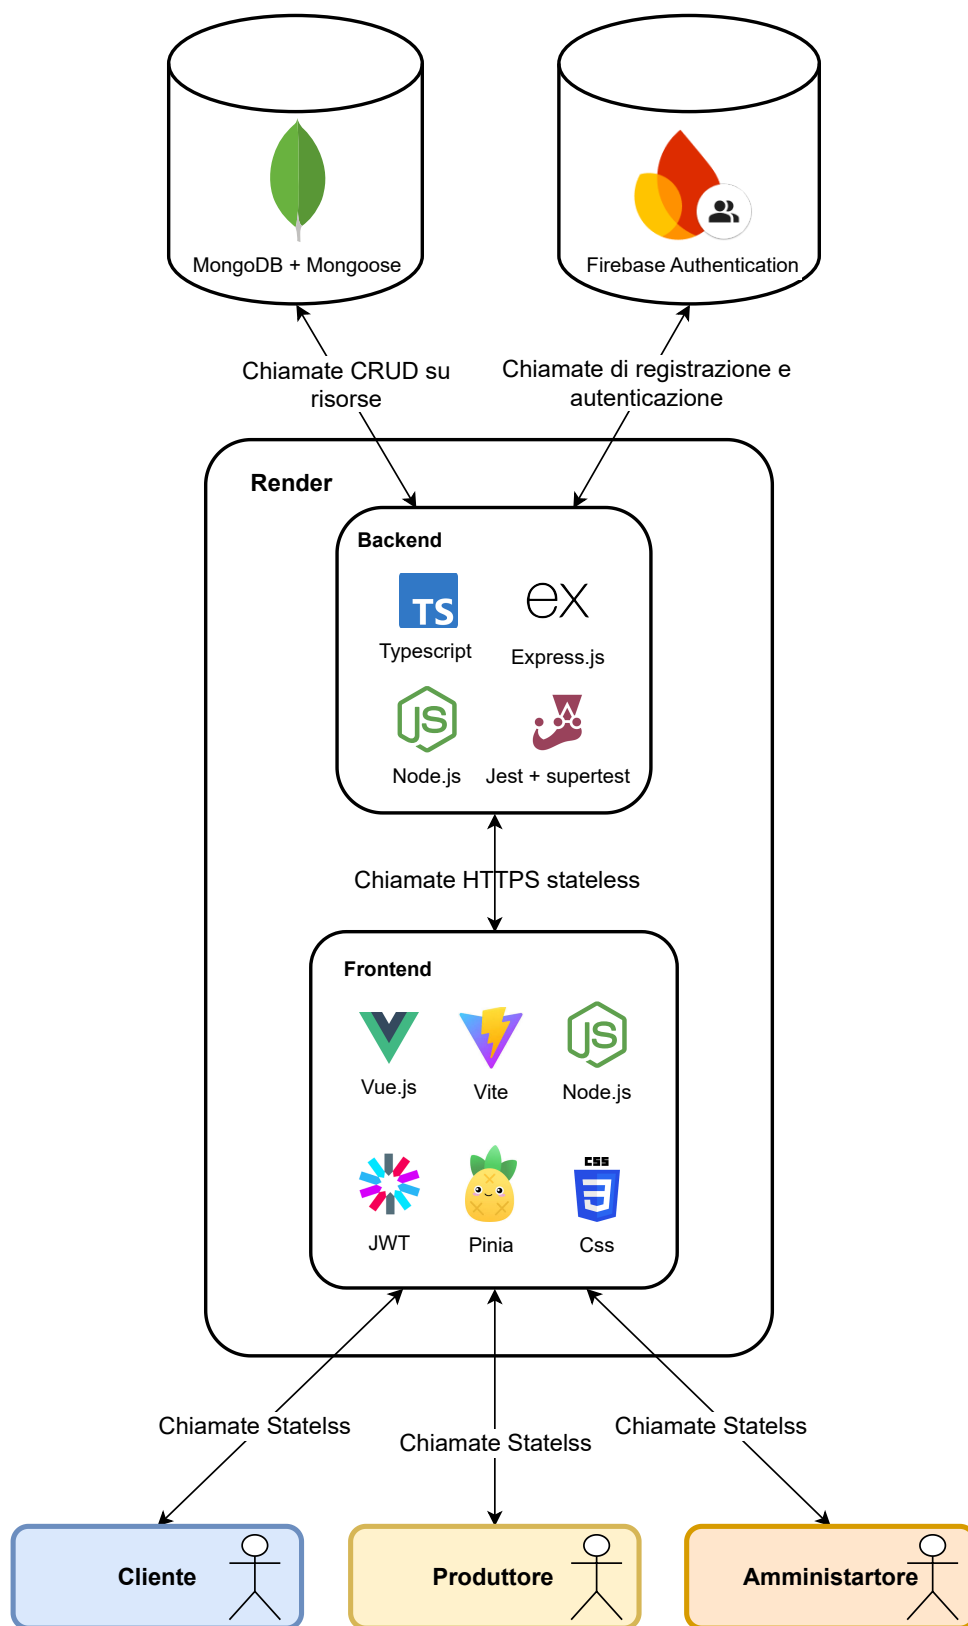 MongoDB + Mongoose
Firebase Authentication
Chiamate CRUD su
risorse
Chiamate di registrazione e
autenticazione
Render
Backend
TS
Typescript
ex
Express.js
JS
Node.js
Jest + supertest
Chiamate HTTPS stateless
Frontend
Vue.js
Vite
JS
Node.js
JWT
Pinia
CSS
Css
Chiamate Statelss
Chiamate Statelss
Chiamate Statelss
Cliente
Produttore
Amministartore